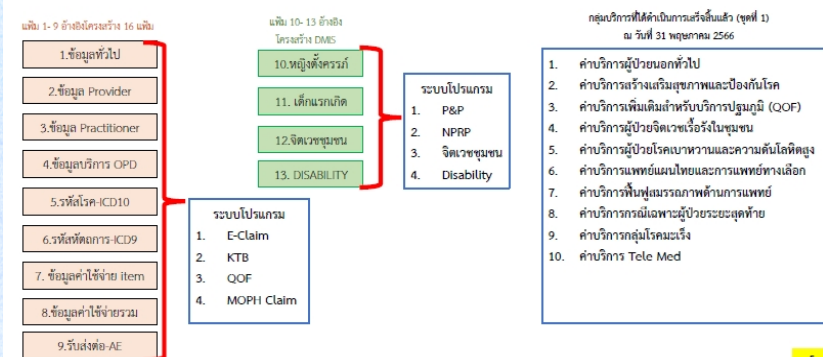 แฟ้ม 1- 9 อ้างอิงโครงสร้าง 16 แฟ้ม
1.ข้อมูลทั่วไป
2.ข้อมูล Provider
3.ข้อมูล Practitioner
4.ข้อมูลบริการ OPD
5.รหัสโรค-ICD10
6.รหัสหัตถการ-ICD9
7. ข้อมูลค่าใช้จ่าย item
8.ข้อมูลค่าใช้จ่ายรวม
9.รับส่งต่อ-AE
ระบบโปรแกรม
1. E-Claim
2. KTB
3. QOF
4. MOPH Claim
แฟ้ม 10- 13 อ้างอิง
โครงสร้าง DMIS
10.หญิงตั้งครรภ์
11. เด็กแรกเกิด
12.จิตเวชชุมชน
13. DISABILITY
ระบบโปรแกรม
1. P&P
2. NPRP
3. จิตเวชชุมชน
4. Disability
กลุ่มบริการที่ได้ดำเนินการเสร็จสิ้นแล้ว (ชุดที่ 1)
ณ วันที่ 31 พฤษภาคม 2566
1. ค่าบริการผู้ป่วยนอกทั่วไป
2. ค่าบริการสร้างเสริมสุขภาพและป้องกันโรค
3. ค่าบริการเพิ่มเติมสำหรับบริการปฐมภูมิ (QOF)
4. ค่าบริการผู้ป่วยจิตเวชเรื้อรังในชุมชน
5. ค่าบริการผู้ป่วยโรคเบาหวานและความดันโลหิตสูง
6. ค่าบริการแพทย์แผนไทยและการแพทย์ทางเลือก
7. ค่าบริการฟื้นฟูสมรรถภาพด้านการแพทย์
8. ค่าบริการกรณีเฉพาะผู้ป่วยระยะสุดท้าย
9. ค่าบริการกลุ่มโรคมะเร็ง
10. ค่าบริการ Tele Med